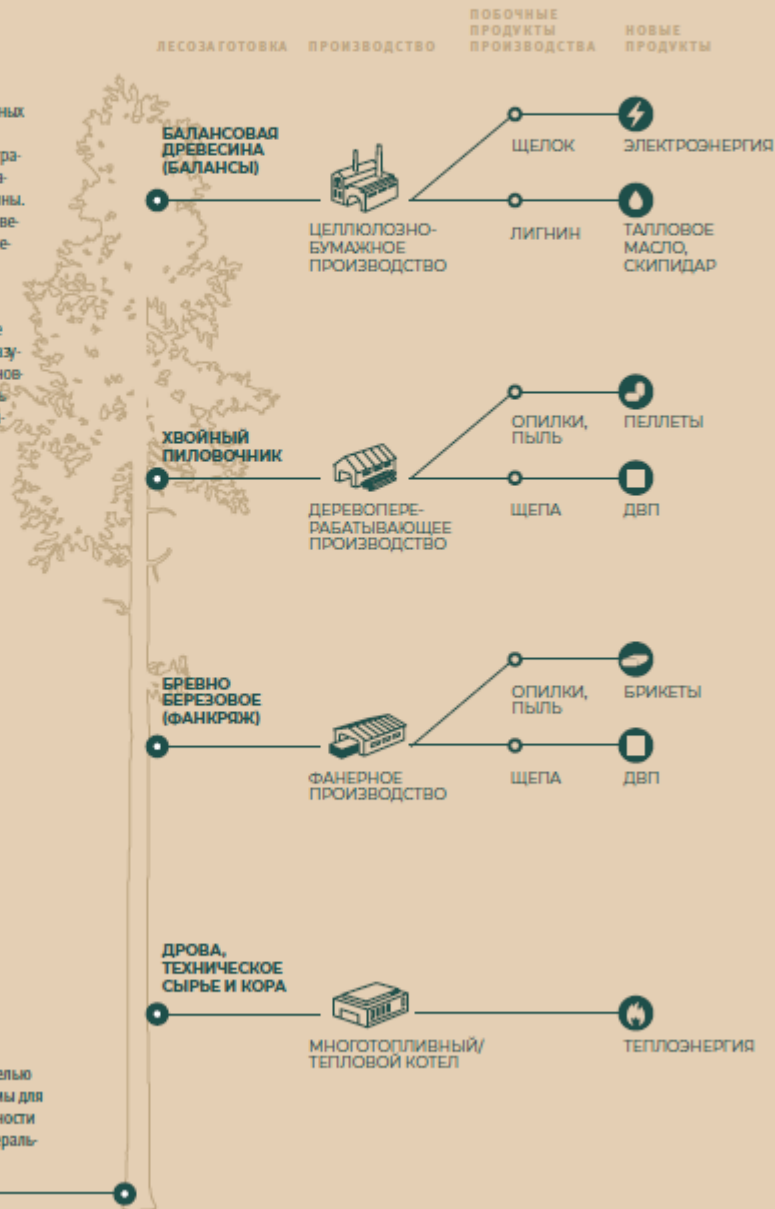 ЛЕСОЗАГОТОВКА
ПРОИЗВОДСТВО
ПОБОЧНЫЕ
ПРОДУКТЫ
ПРОИЗВОДСТВА
НОВЫЕ
ПРОДУКТЫ
БАЛАНСОВАЯ
ДРЕВЕСИНА
(БАЛАНСЫ)
ЦЕЛЛЮЛОЗНО-
БУМАЖНОЕ
ПРОИЗВОДСТВО
ЩЕЛОК
ЭЛЕКТРОЭНЕРГИЯ
ЛИГНИН
ТАЛЛОВОЕ
МАСЛО,
СКИПИДАР
ХВОЙНЫЙ
ПИЛОВОЧНИК
ДЕРЕВОПЕРЕ-
РАБАТЫВАЮЩЕЕ
ПРОИЗВОДСТВО
ОПИЛКИ,
ПЫЛЬ
ПЕЛЛЕТЫ
ЩЕПА
ДВП
БРЕВНО
БЕРЕЗОВОЕ
(ФАНКРЯЖ)
ФАНЕРНОЕ
ПРОИЗВОДСТВО
ОПИЛКИ,
ПЫЛЬ
БРИКЕТЫ
ЩЕПА
ДВП
ДРОВА,
ТЕХНИЧЕСКОЕ
СЫРЬЕ И КОРА
МНОГОТОПЛИВНЫЙ/
ТЕПЛОВОЙ КОТЕЛ
ТЕПЛОЭНЕРГИЯ
для